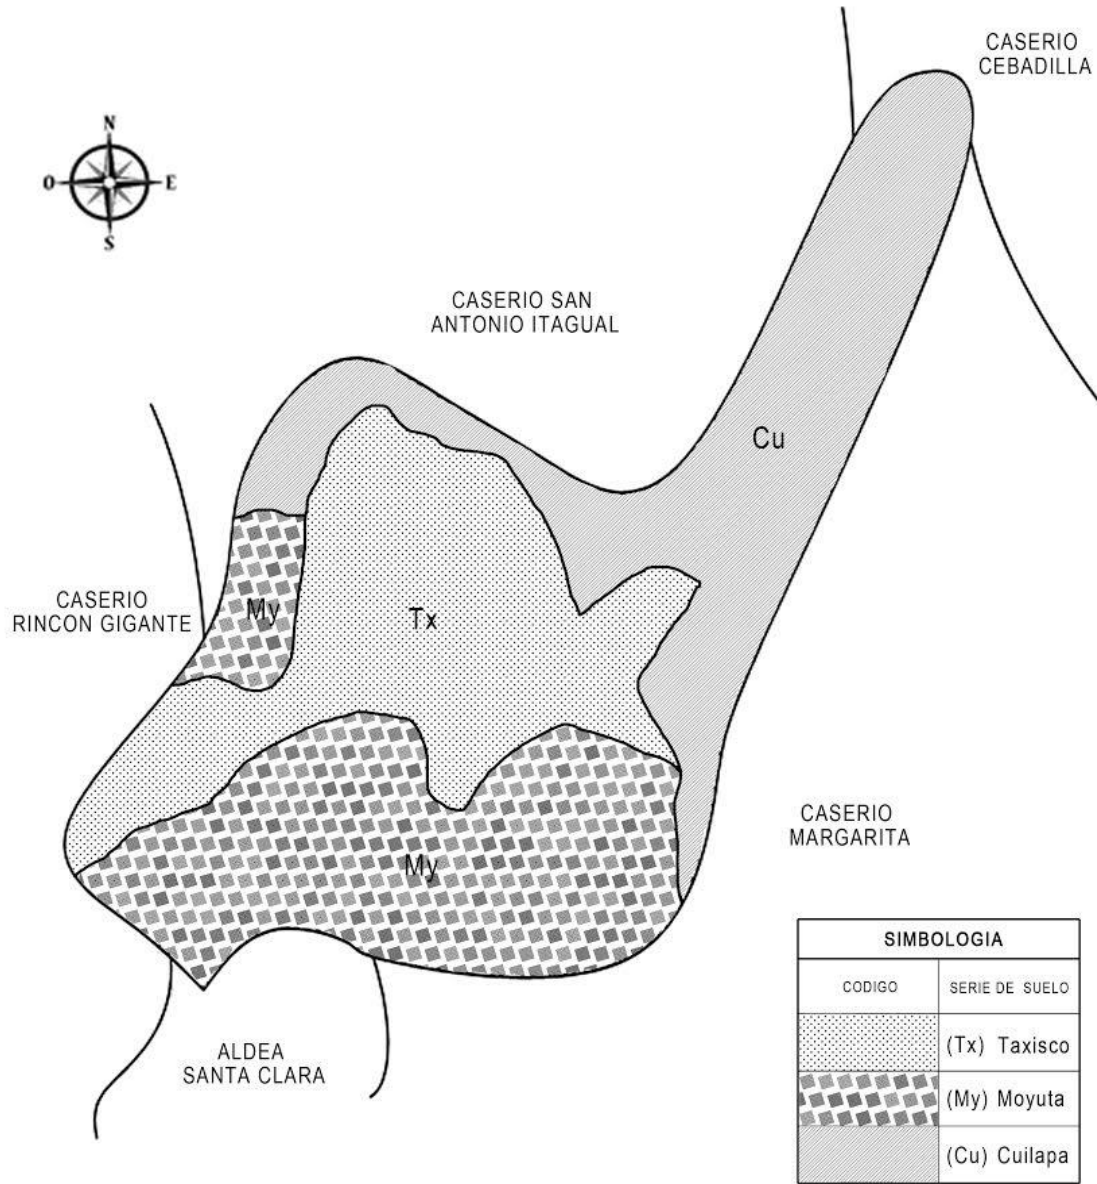 CASERIO
CEBADILLA
N
O
E
S
CASERIO SAN
ANTONIO ITAGUAL
Cu
CASERIO
RINCON GIGANTE
My
Tx
CASERIO
MARGARITA
My
ALDEA
SANTA CLARA
SIMBOLOGIA
CODIGO SERIE DE SUELO
(Tx) Taxisco
(My) Moyuta
(Cu) Cuilapa